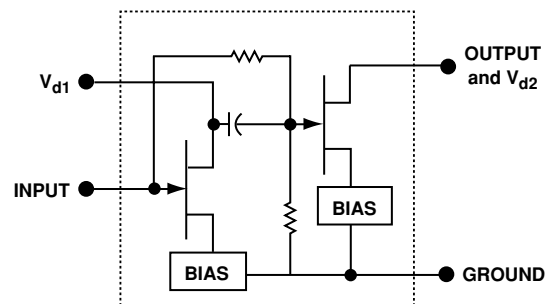 OUTPUT
and Vd2
Vd1
INPUT
BIAS
BIAS
GROUND